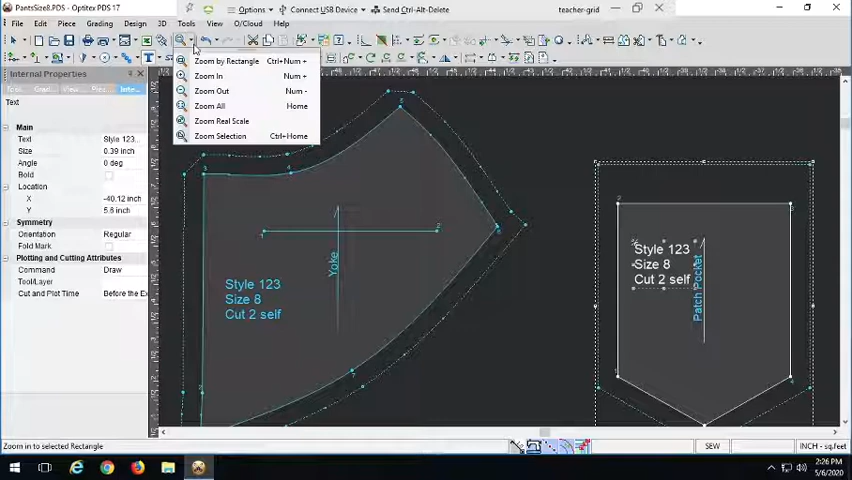 PantsSize8.PDS - Optitex PDS 17
Options
Connect USB Device
Send Ctrl-Alt-Delete
teacher-grid
File Edit Piece Grading Design 3D Tools View O/Cloud Help
Internal Properties
Text
Main
Text Style 123...
Size 0.39 inch
Angle 0 deg
Bold
Location
X -40.12 inch
Y 5.6 inch
Symmetry
Orientation Regular
Fold Mark
Plotting and Cutting Attributes
Command Draw
Tool/Layer
Cut and Plot Time Before the E
Zoom by Rectangle Ctrl+Num +
Zoom In Num +
Zoom Out Num -
Zoom All Home
Zoom Real Scale
Zoom Selection Ctrl+Home
Yoke
Style 123
Size 8
Cut 2 self
Style 123
Size 8
Cut 2 self
Patch Pocket
Zoom in to selected Rectangle
SEW
INCH - sq.feet
2:26 PM
5/6/2020